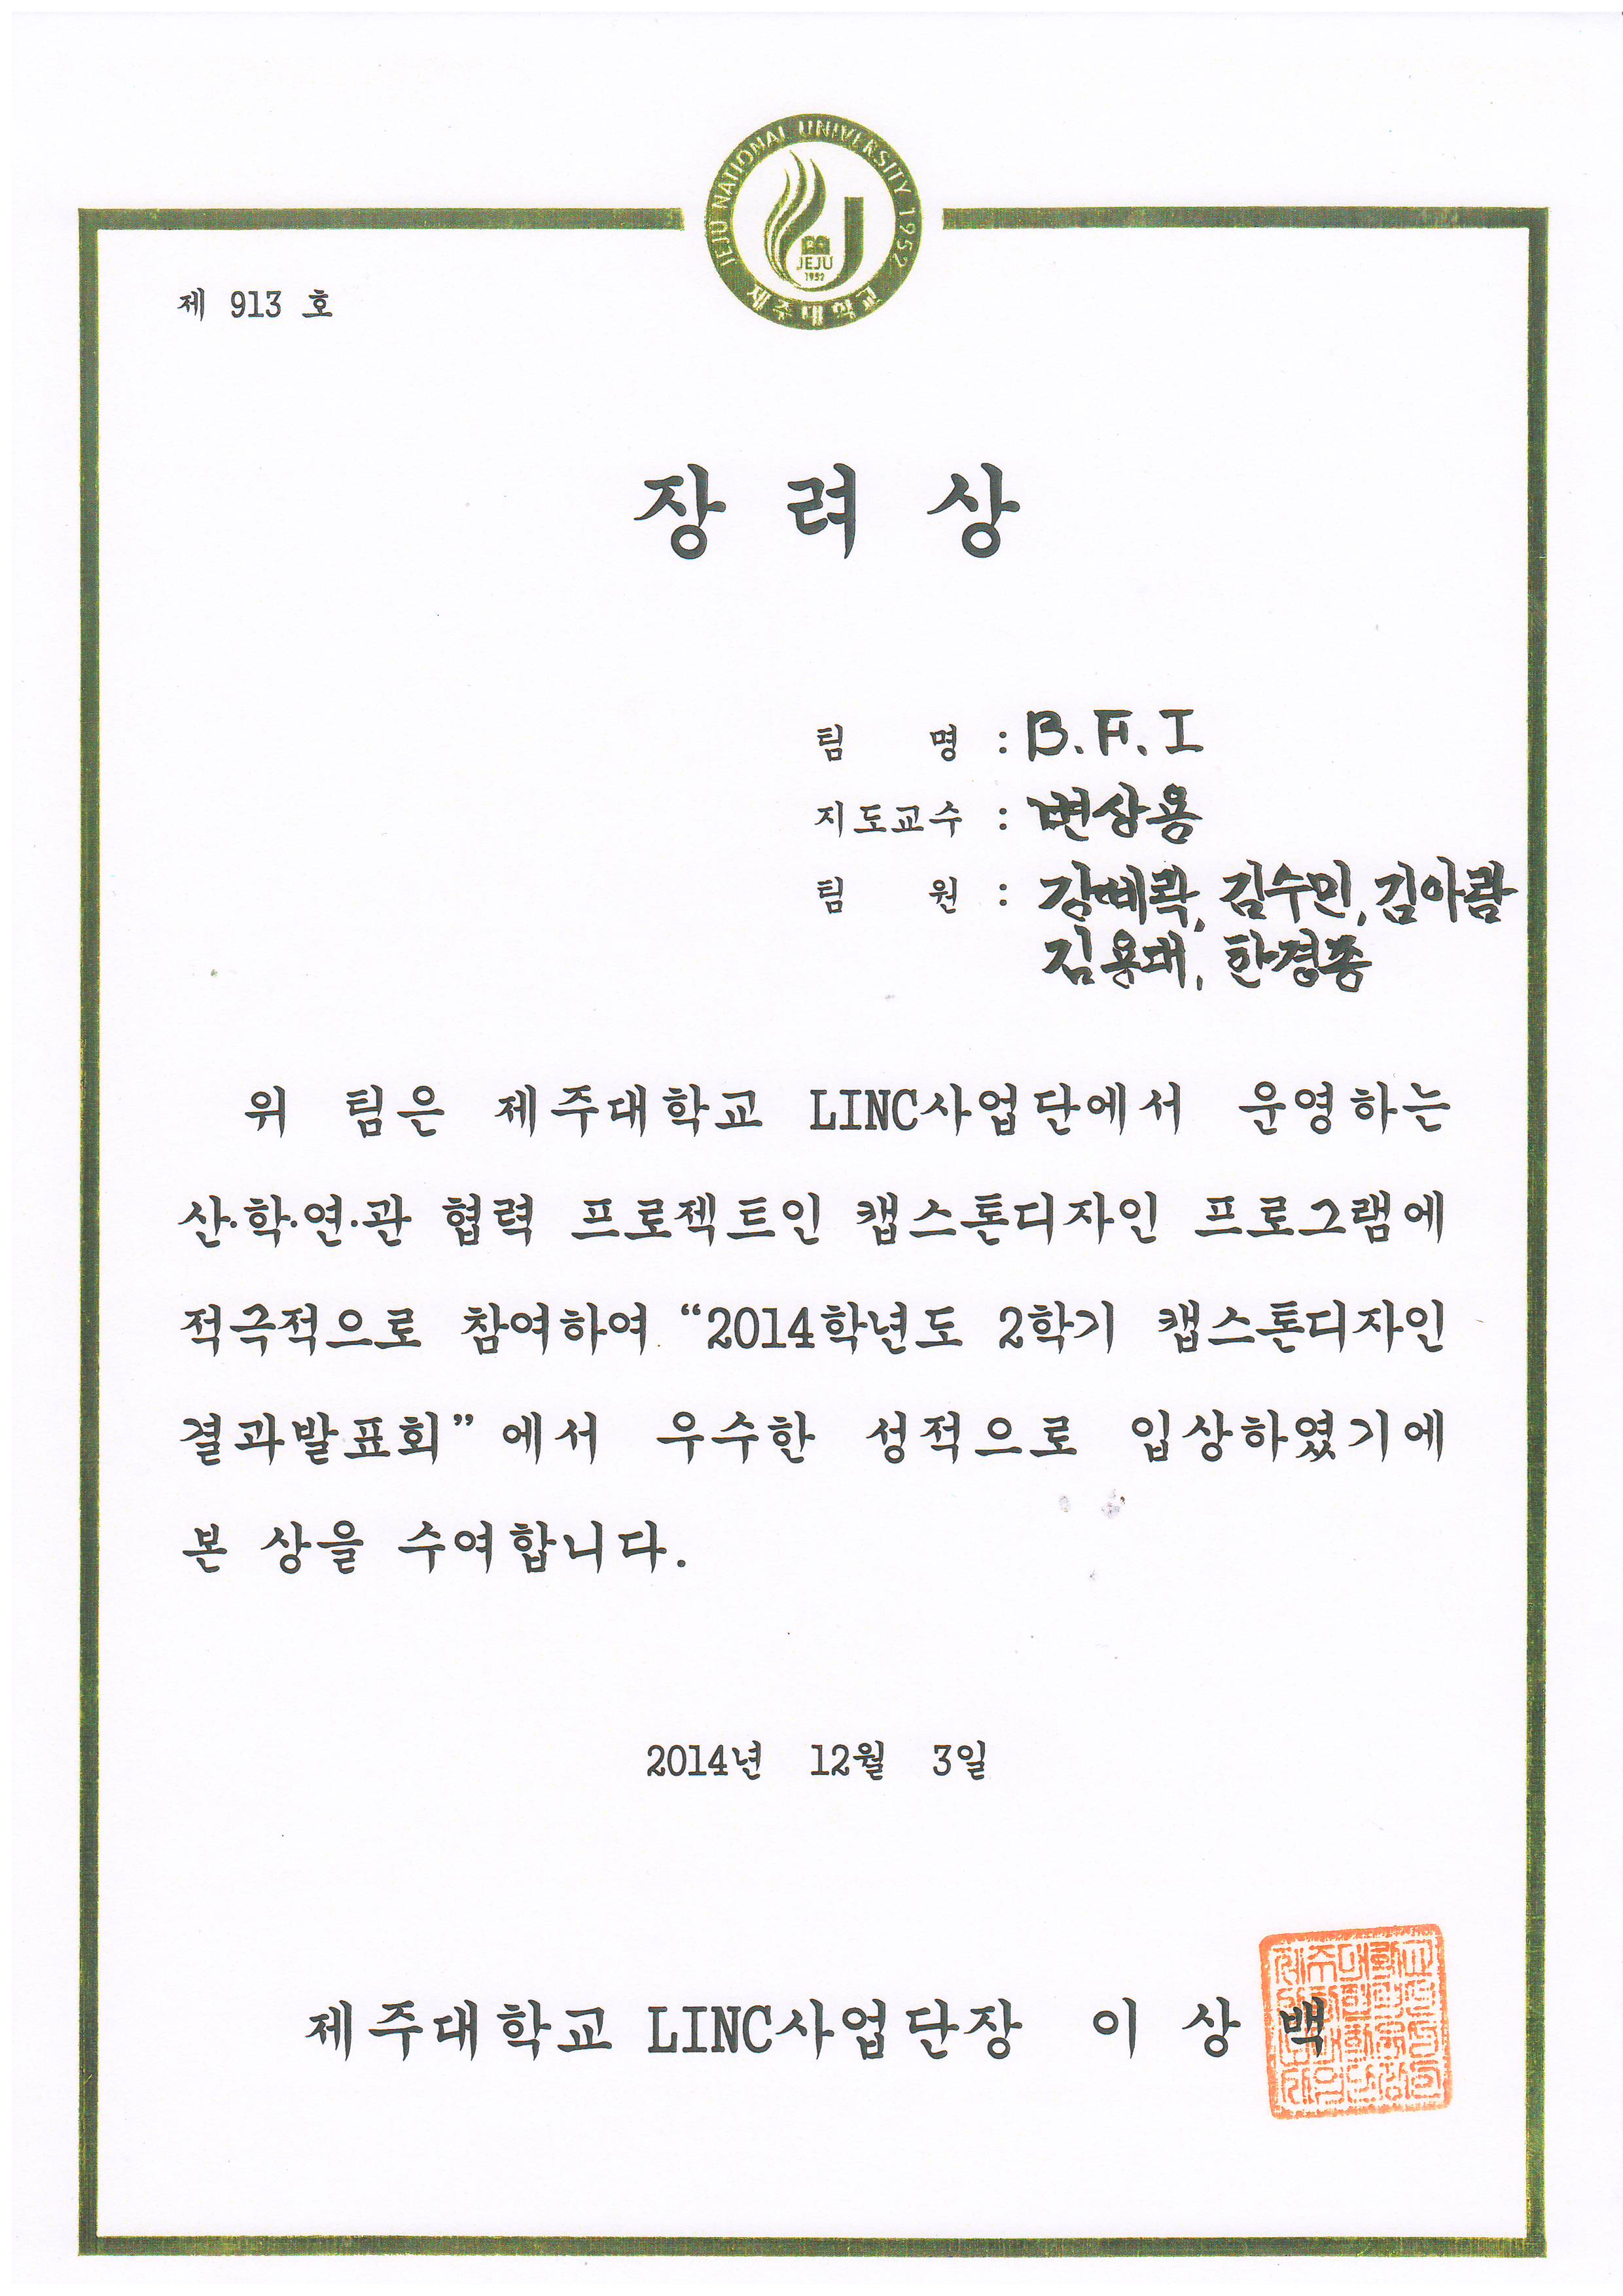 JEJU NATIONAL UNIVERSITY 1952
JEJU
1952
제주대학교
제 913 호
장 려 상
팀 명 : B.F.I
지도교수 : 변상용
팀 원 : 강벼락, 김수민, 김아람
김용대, 한경종
위 팀은 제주대학교 LINC사업단에서 운영하는
산·학·연·관 협력 프로젝트인 캡스톤디자인 프로그램에
적극적으로 참여하여 “2014학년도 2학기 캡스톤디자인
결과발표회” 에서 우수한 성적으로 입상하였기에
본 상을 수여합니다.
2014년 12월 3일
제주대학교 LINC사업단장 이 상 백